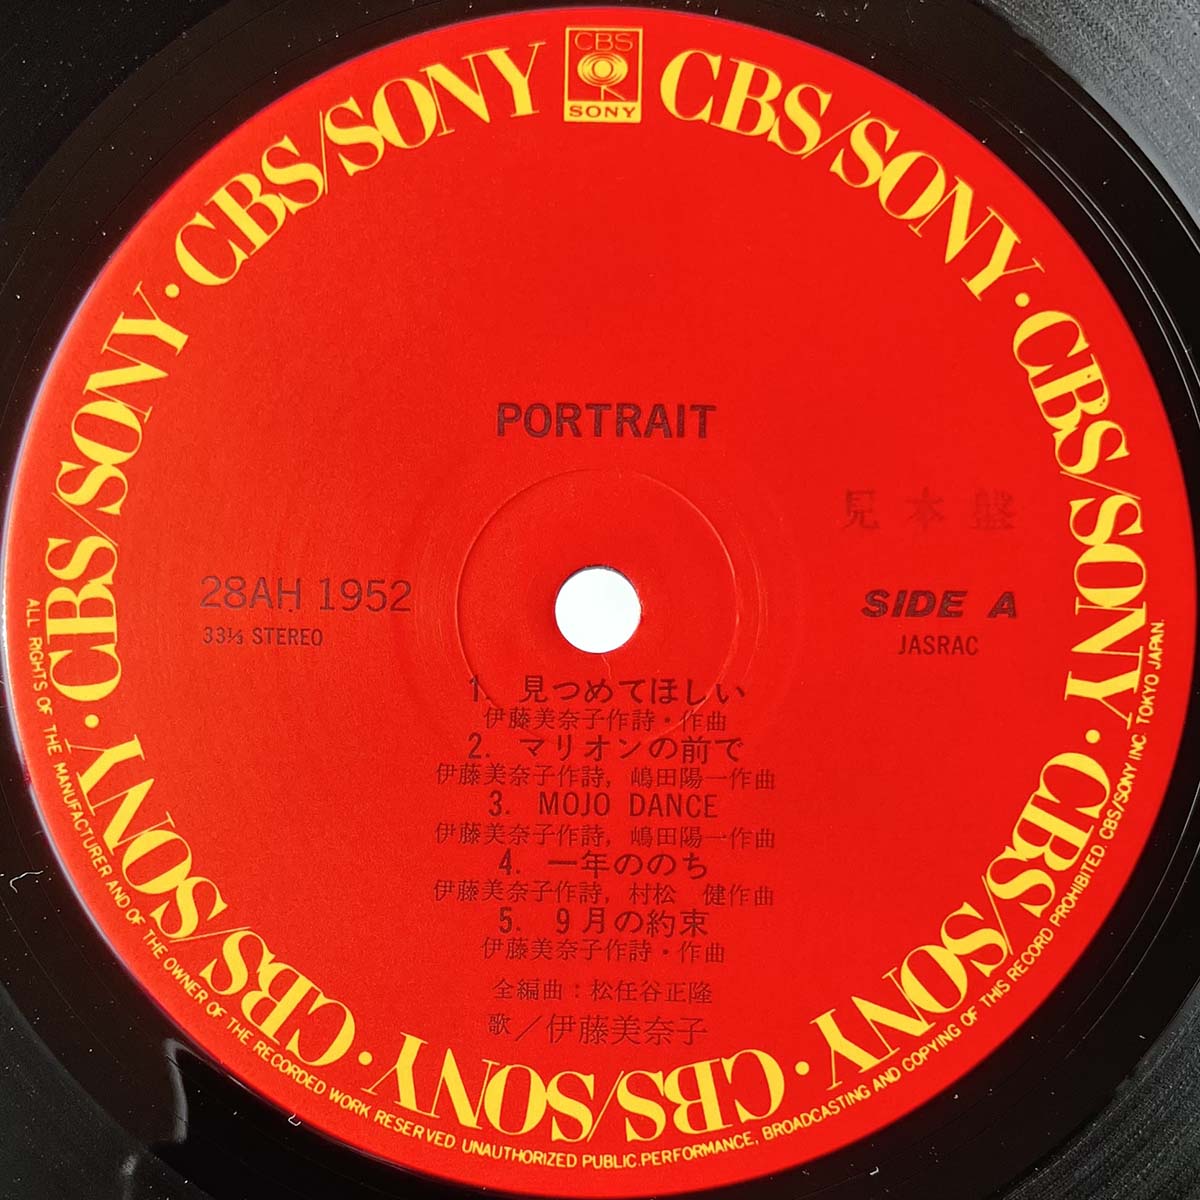 CBS
SONY
CBS/SONY · CBS/SONY · CBS/SONY · CBS/SONY · CBS/SONY · CBS/SONY · CBS/SONY · CBS/SONY · CBS/SONY
PORTRAIT
見本盤
28AH 1952
33⅓ STEREO
SIDE A
JASRAC
1. 見つめてほしい
伊藤美奈子作詩・作曲
2. マリオンの前で
伊藤美奈子作詩, 嶋田陽一作曲
3. MOJO DANCE
伊藤美奈子作詩, 嶋田陽一作曲
4. 一年ののち
伊藤美奈子作詩, 村松 健作曲
5. 9月の約束
伊藤美奈子作詩・作曲
全編曲：松任谷正隆
歌／伊藤美奈子
ALL RIGHTS OF THE MANUFACTURER AND OF THE OWNER OF THE RECORDED WORK RESERVED UNAUTHORIZED PUBLIC. PERFORMANCE, BROADCASTING AND COPYING OF THIS RECORD PROHIBITED. CBS/SONY INC. TOKYO JAPAN.